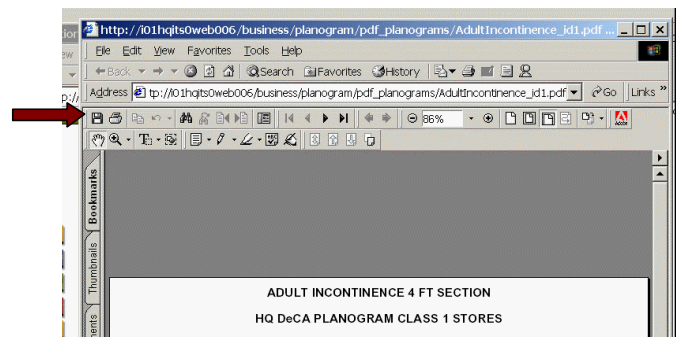 http://i01hqits0web006/business/planogram/pdf_planograms/AdultIncontinence_id1.pdf ...
File Edit View Favorites Tools Help
Back Search Favorites History
Address tp://i01hqits0web006/business/planogram/pdf_planograms/AdultIncontinence_id1.pdf Go Links »
86% Adobe
Bookmarks
Thumbnails
ADULT INCONTINENCE 4 FT SECTION
HQ DeCA PLANOGRAM CLASS 1 STORES